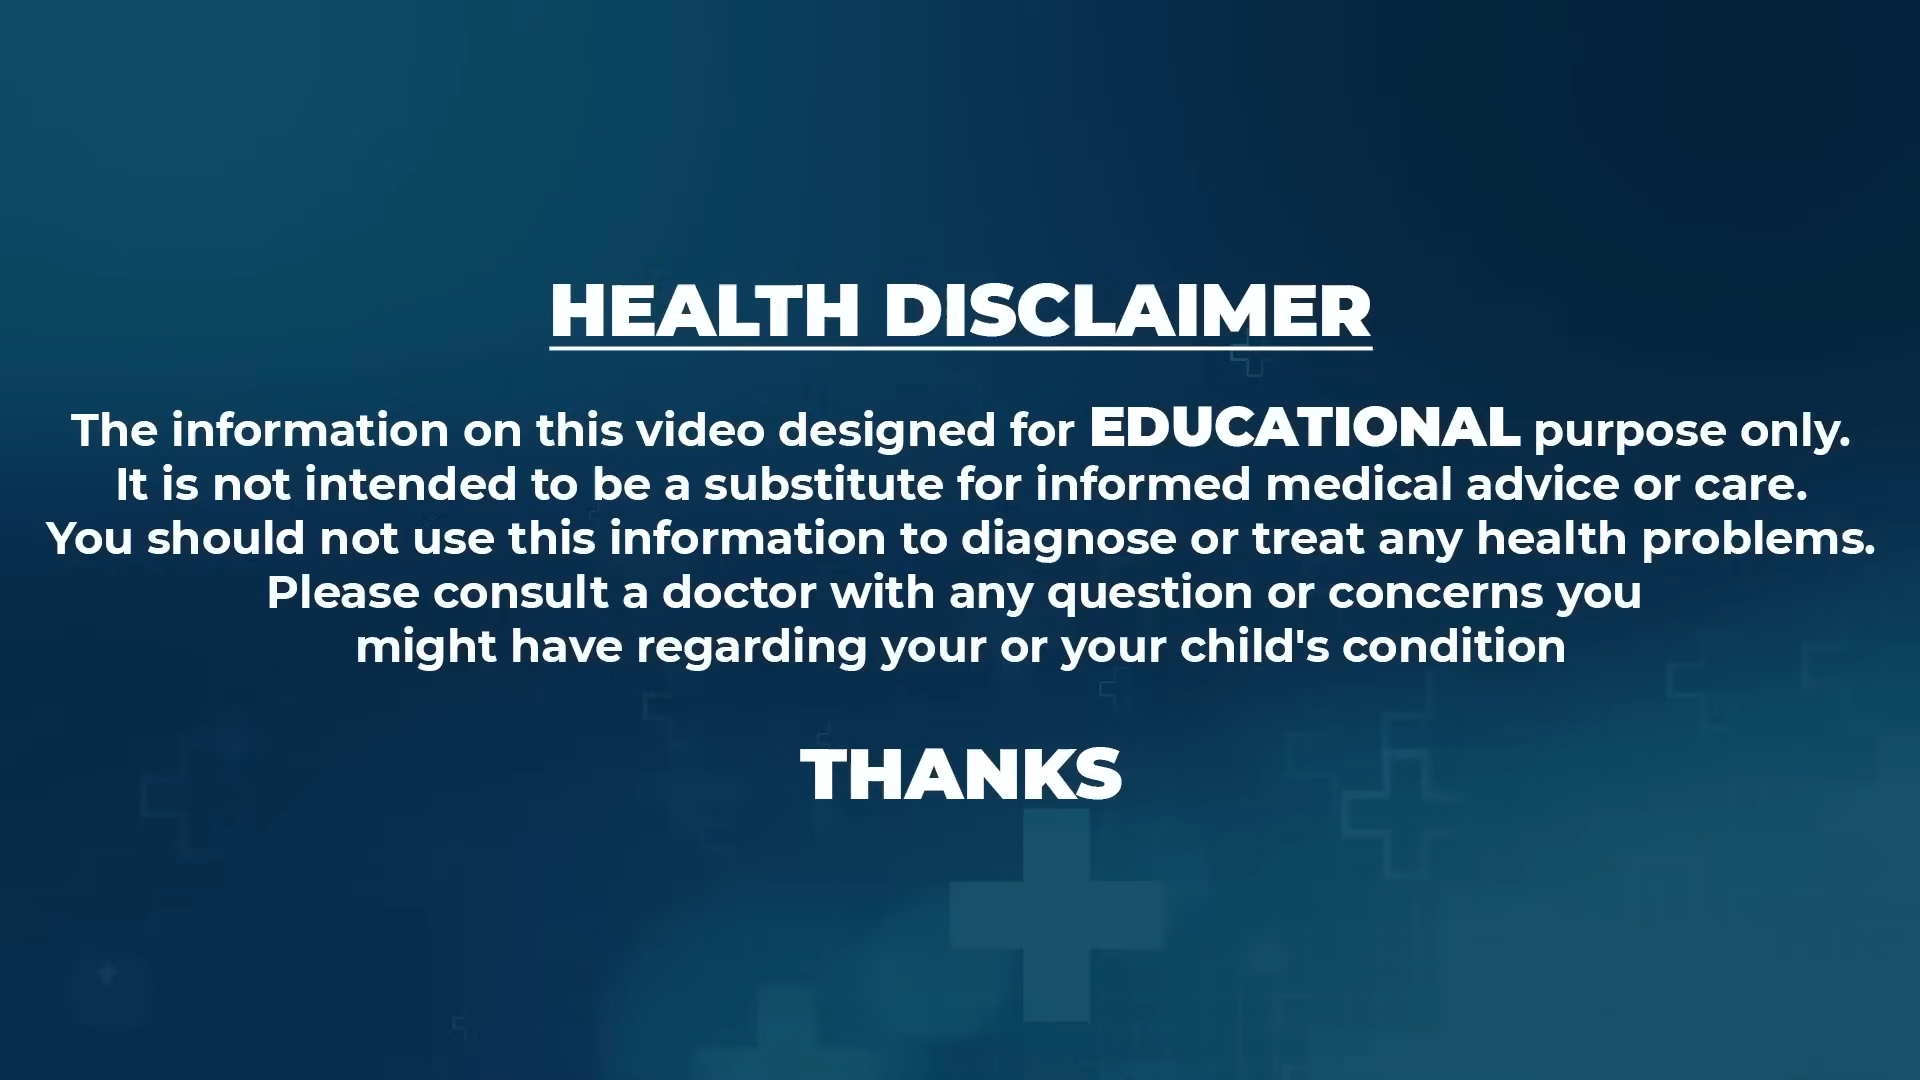 HEALTH DISCLAIMER
The information on this video designed for EDUCATIONAL purpose only.
It is not intended to be a substitute for informed medical advice or care.
You should not use this information to diagnose or treat any health problems.
Please consult a doctor with any question or concerns you
might have regarding your or your child's condition
THANKS